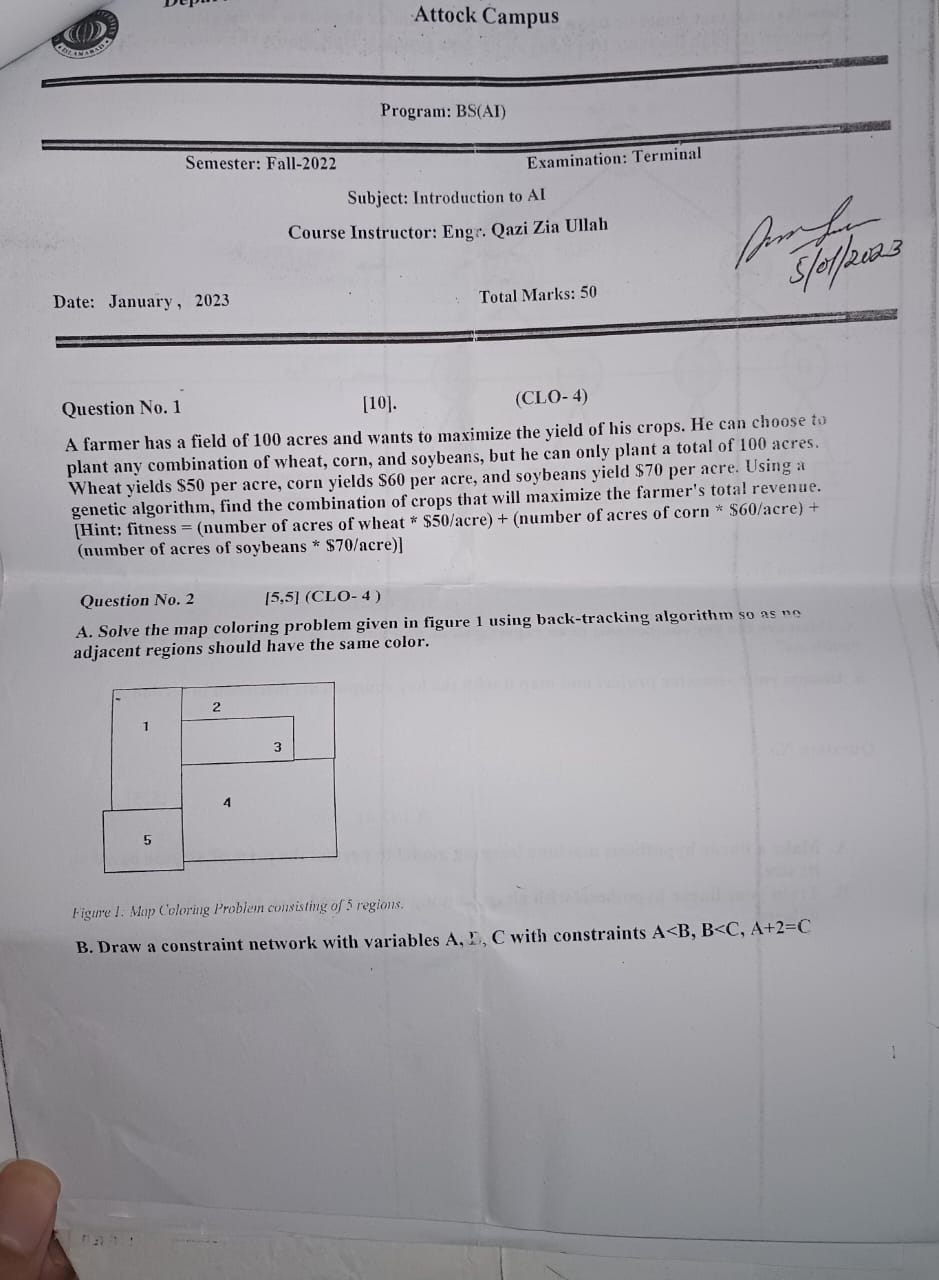 Attock Campus
ISLAMABAD
Program: BS(AI)
Semester: Fall-2022 Examination: Terminal
Subject: Introduction to AI
Course Instructor: Engr. Qazi Zia Ullah
5/01/2023
Date: January, 2023 Total Marks: 50
Question No. 1 [10]. (CLO- 4)
A farmer has a field of 100 acres and wants to maximize the yield of his crops. He can choose to
plant any combination of wheat, corn, and soybeans, but he can only plant a total of 100 acres.
Wheat yields $50 per acre, corn yields $60 per acre, and soybeans yield $70 per acre. Using a
genetic algorithm, find the combination of crops that will maximize the farmer's total revenue.
[Hint: fitness = (number of acres of wheat * $50/acre) + (number of acres of corn * $60/acre) +
(number of acres of soybeans * $70/acre)]
Question No. 2 [5,5] (CLO- 4 )
A. Solve the map coloring problem given in figure 1 using back-tracking algorithm so as no
adjacent regions should have the same color.
2
1
3
4
5
Figure 1. Map Coloring Problem consisting of 5 regions.
B. Draw a constraint network with variables A, B, C with constraints A<B, B<C, A+2=C
1